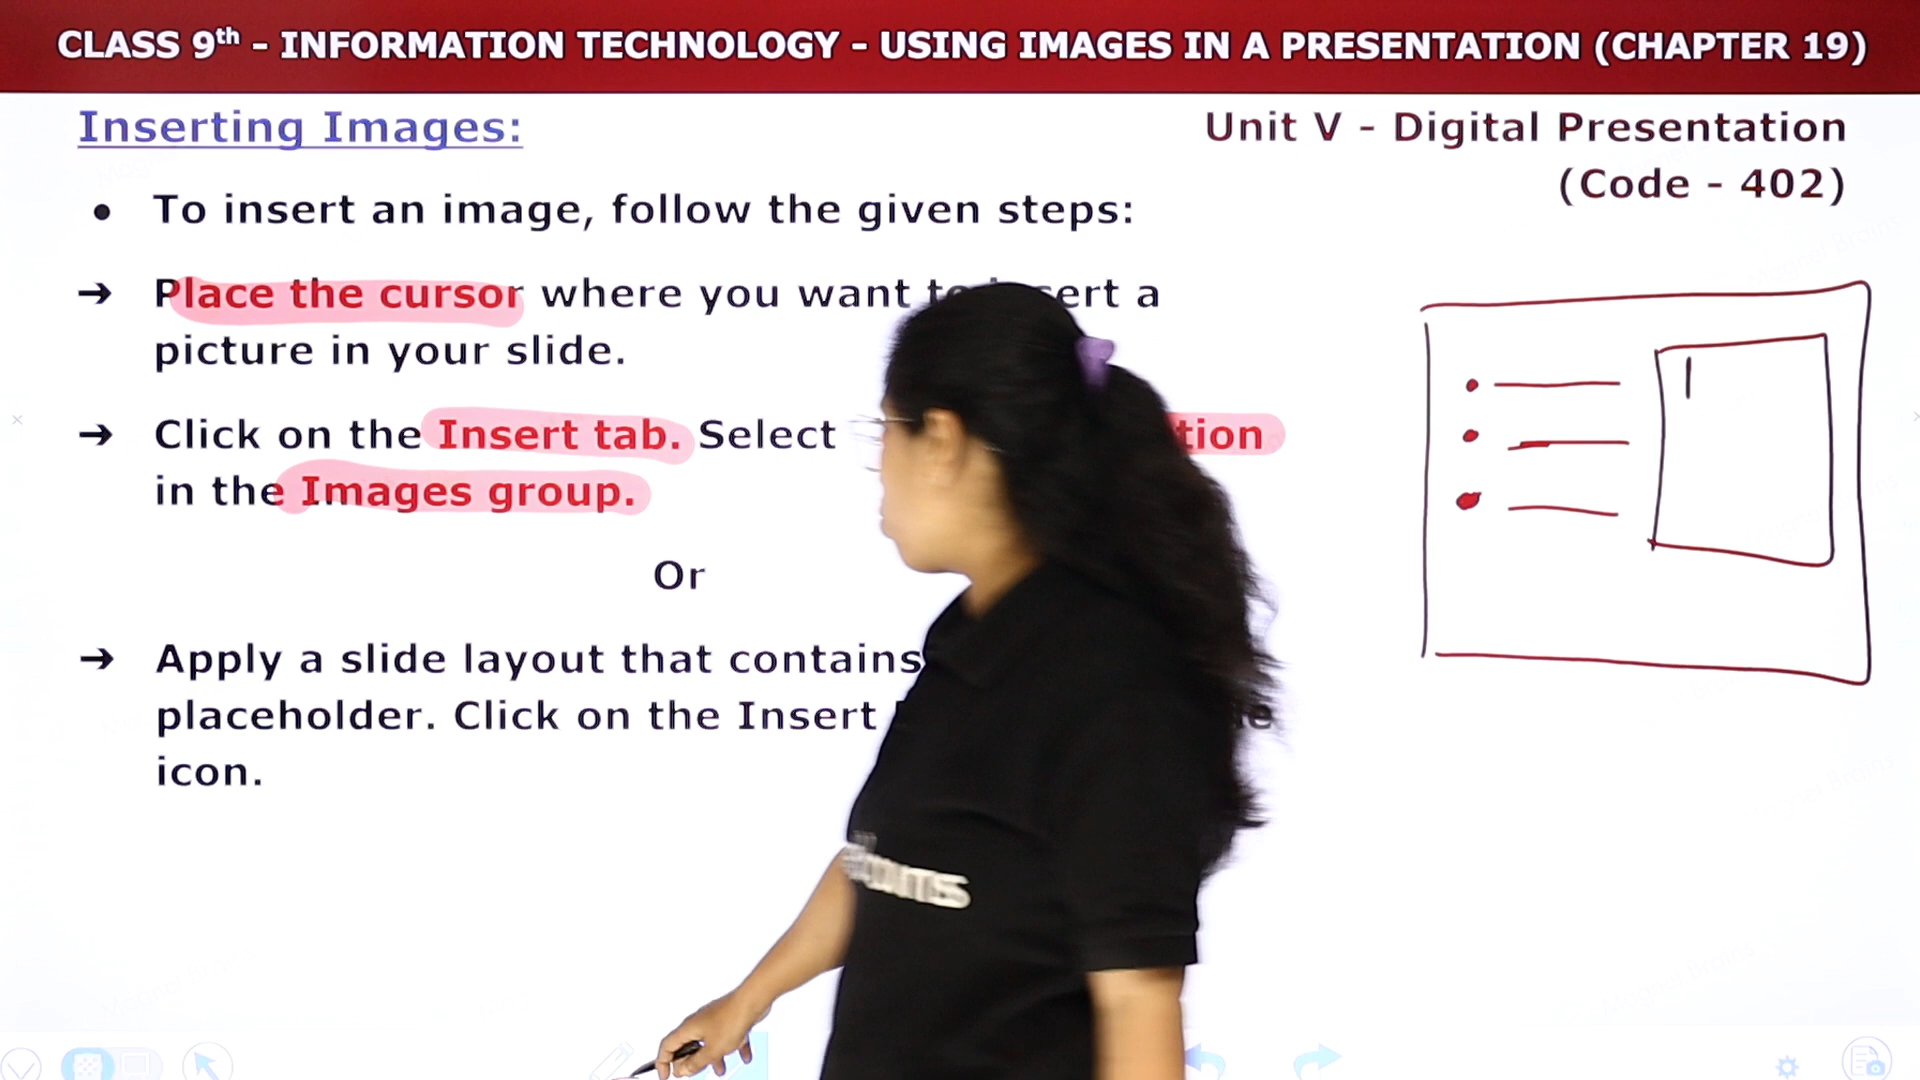 CLASS 9th - INFORMATION TECHNOLOGY - USING IMAGES IN A PRESENTATION (CHAPTER 19)
Inserting Images:
Unit V - Digital Presentation
(Code - 402)
• To insert an image, follow the given steps:
➔ Place the cursor where you want to insert a
picture in your slide.
➔ Click on the Insert tab. Select
in the Images group.
Or
➔ Apply a slide layout that contains
placeholder. Click on the Insert
icon.